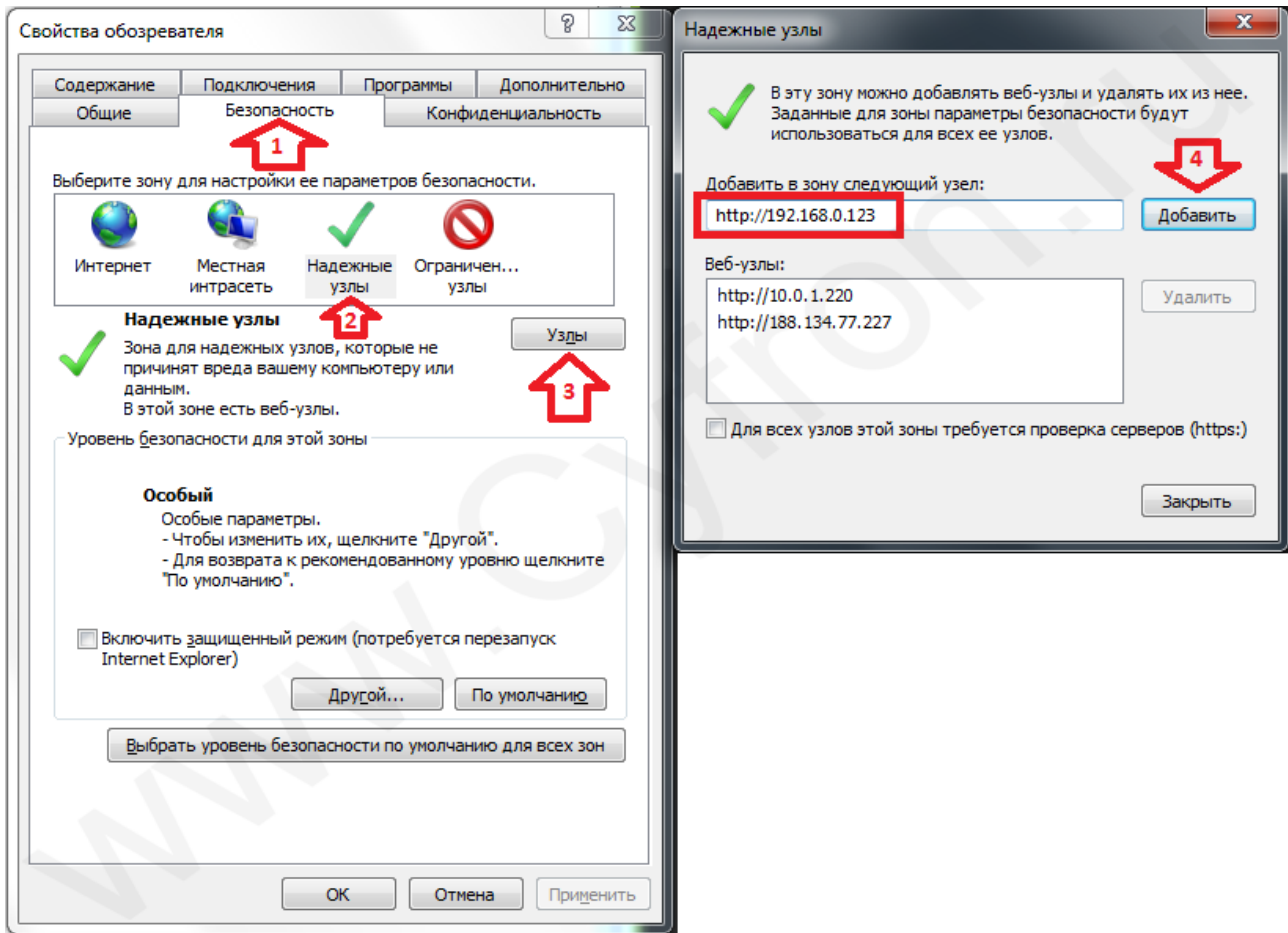 Свойства обозревателя
Содержание Подключения Программы Дополнительно
Общие Безопасность Конфиденциальность
1
Выберите зону для настройки ее параметров безопасности.
Интернет
Местная интрасеть
Надежные узлы
Ограничен... узлы
2
Надежные узлы
Зона для надежных узлов, которые не
причинят вреда вашему компьютеру или
данным.
В этой зоне есть веб-узлы.
Узлы
3
Уровень безопасности для этой зоны
Особый
Особые параметры.
- Чтобы изменить их, щелкните "Другой".
- Для возврата к рекомендованному уровню щелкните
"По умолчанию".
Включить защищенный режим (потребуется перезапуск
Internet Explorer)
Другой... По умолчанию
Выбрать уровень безопасности по умолчанию для всех зон
ОК Отмена Применить
Надежные узлы
В эту зону можно добавлять веб-узлы и удалять их из нее.
Заданные для зоны параметры безопасности будут
использоваться для всех ее узлов.
4
Добавить в зону следующий узел:
http://192.168.0.123 Добавить
Веб-узлы:
http://10.0.1.220
http://188.134.77.227
Удалить
Для всех узлов этой зоны требуется проверка серверов (https:)
Закрыть
www.Cyfron.ru